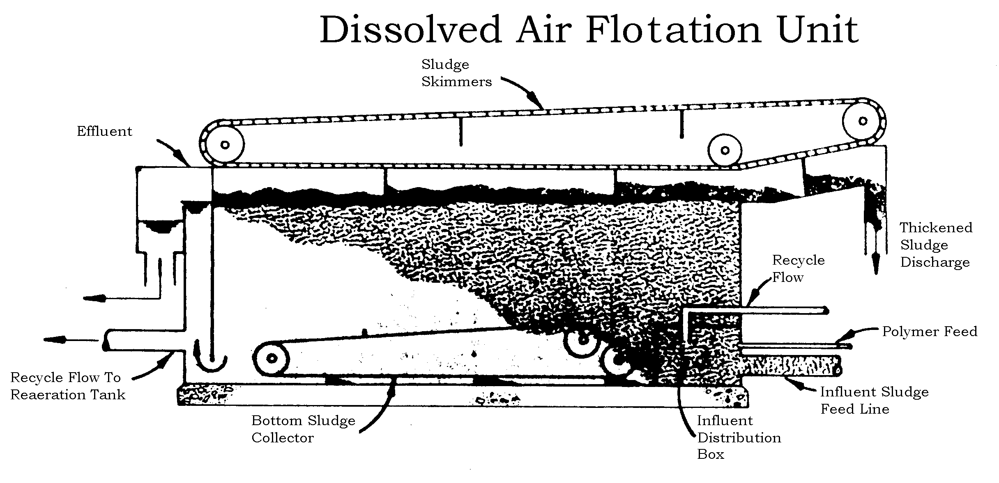 Dissolved Air Flotation Unit
Sludge
Skimmers
Effluent
Thickened
Sludge
Discharge
Recycle
Flow
Polymer Feed
Recycle Flow To
Reaeration Tank
Influent Sludge
Feed Line
Bottom Sludge
Collector
Influent
Distribution
Box